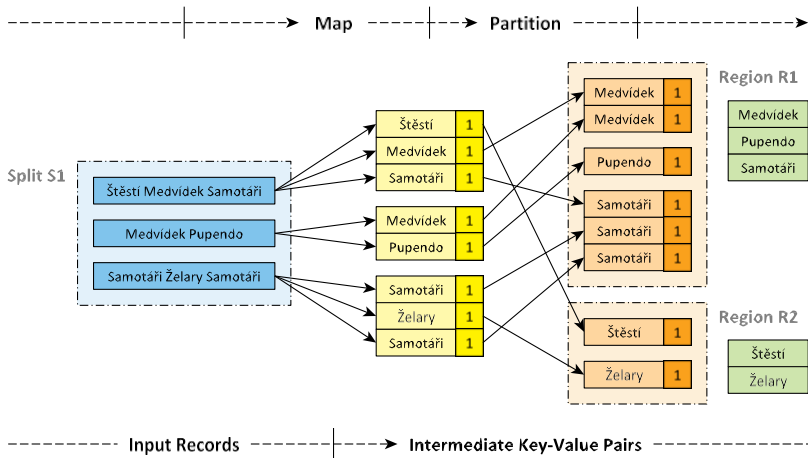 Map
Partition
Split S1
Štěstí Medvídek Samotáři
Medvídek Pupendo
Samotáři Želary Samotáři
Štěstí 1
Medvídek 1
Samotáři 1
Medvídek 1
Pupendo 1
Samotáři 1
Želary 1
Samotáři 1
Medvídek 1
Medvídek 1
Pupendo 1
Samotáři 1
Samotáři 1
Samotáři 1
Štěstí 1
Želary 1
Region R1
Medvídek
Pupendo
Samotáři
Region R2
Štěstí
Želary
Input Records
Intermediate Key-Value Pairs